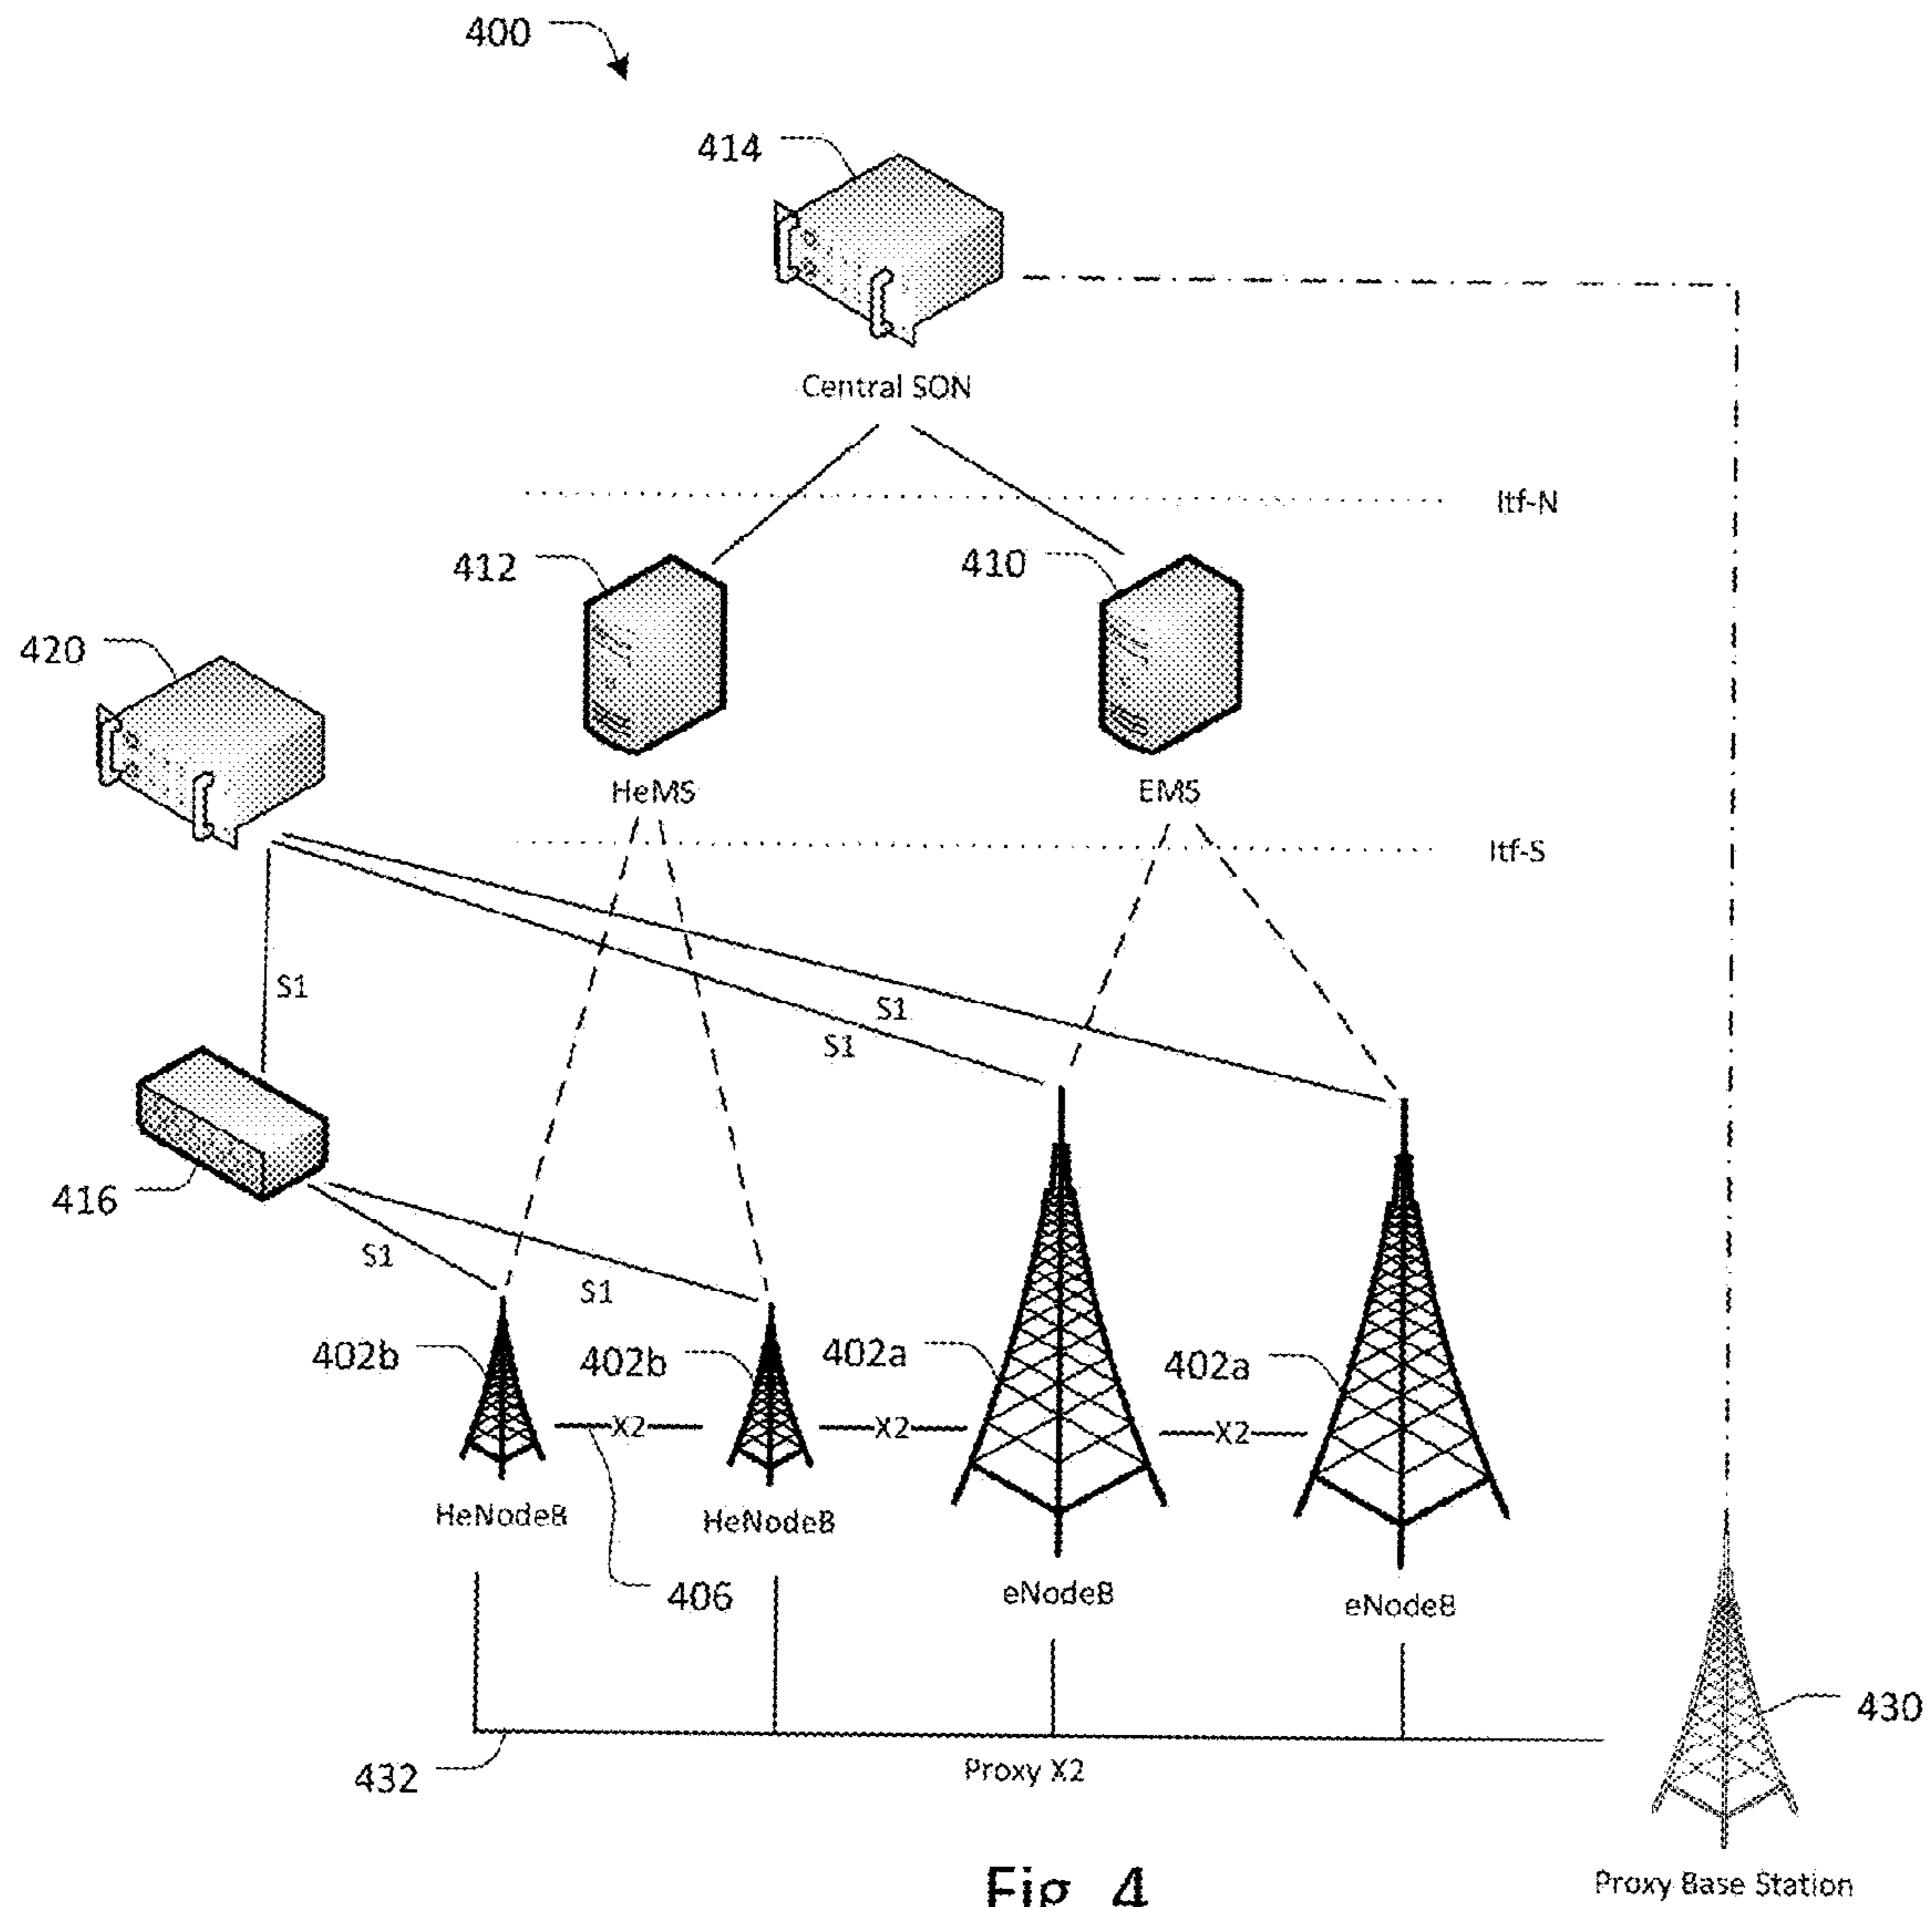 400
414
Central SON
Itf-N
412
410
420
HeMS
EMS
Itf-S
S1
S1
S1
416
S1
S1
402b
402b
402a
402a
X2
X2
X2
HeNodeB
HeNodeB
406
eNodeB
eNodeB
430
432
Proxy X2
Fig. 4
Proxy Base Station